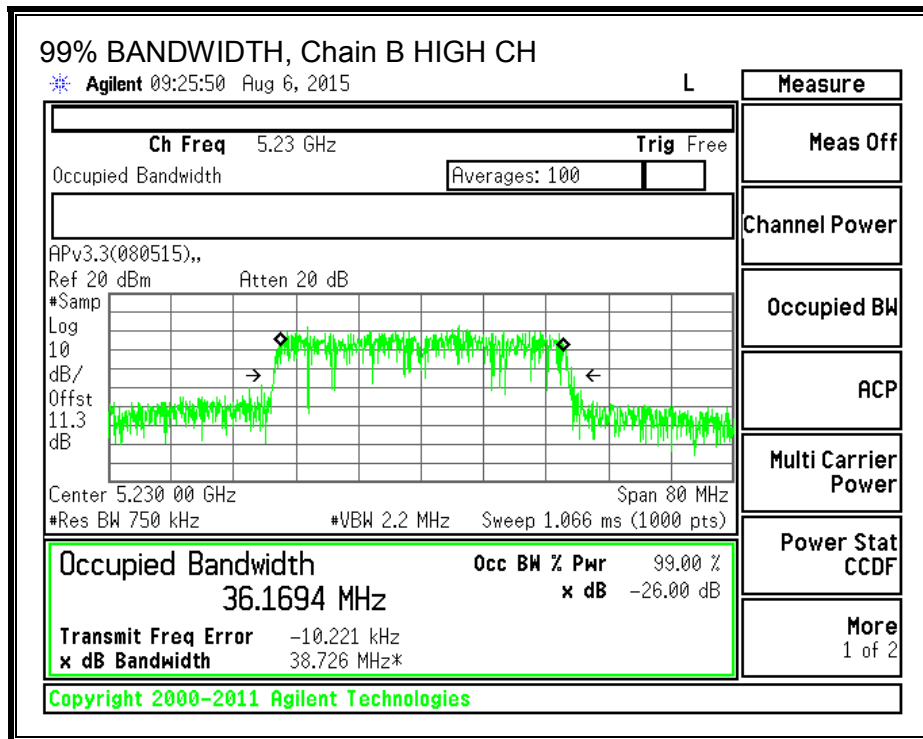 99% BANDWIDTH, Chain B HIGH CH
Agilent 09:25:50 Aug 6, 2015 L
Measure
Ch Freq 5.23 GHz Trig Free
Meas Off
Occupied Bandwidth Averages: 100
Channel Power
APv3.3(080515),,
Ref 20 dBm Atten 20 dB
#Samp
Log
10
dB/
Offst
11.3
dB
Occupied BW
ACP
Center 5.230 00 GHz Span 80 MHz
#Res BW 750 kHz #VBW 2.2 MHz Sweep 1.066 ms (1000 pts)
Multi Carrier
Power
Occupied Bandwidth Occ BW % Pwr 99.00 %
36.1694 MHz x dB -26.00 dB
Transmit Freq Error -10.221 kHz
x dB Bandwidth 38.726 MHz*
Power Stat
CCDF
More
1 of 2
Copyright 2000-2011 Agilent Technologies